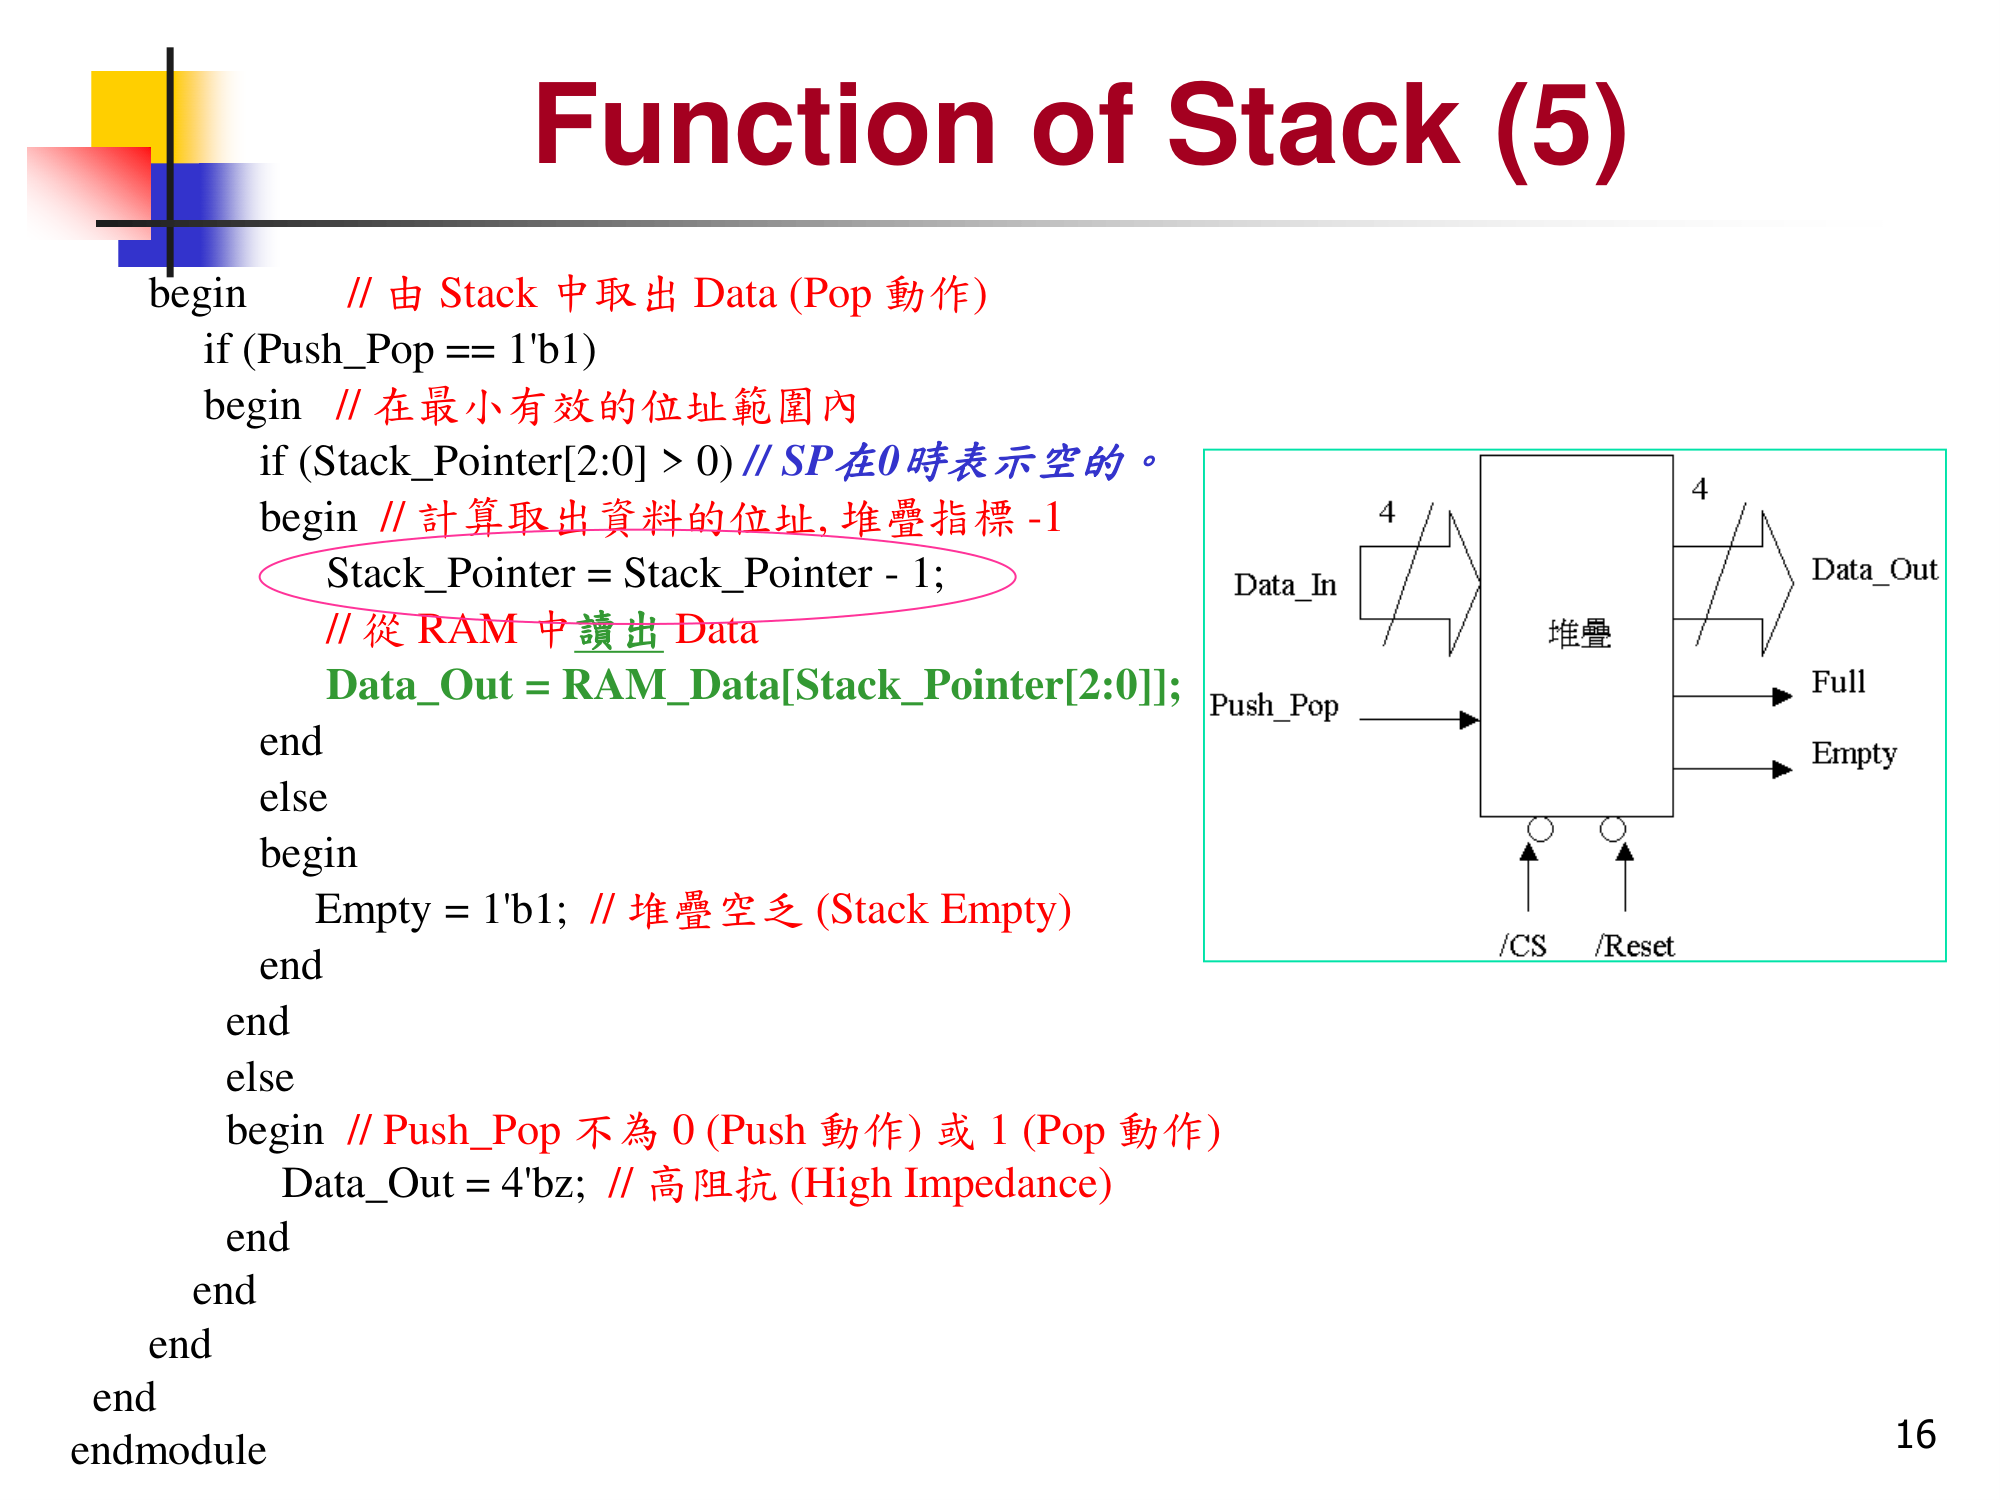 Function of Stack (5)
begin // 由 Stack 中取出 Data (Pop 動作)
if (Push_Pop == 1'b1)
begin // 在最小有效的位址範圍內
if (Stack_Pointer[2:0] > 0) // SP在0時表示空的。
begin // 計算取出資料的位址, 堆疊指標 -1
Stack_Pointer = Stack_Pointer - 1;
// 從 RAM 中讀出 Data
Data_Out = RAM_Data[Stack_Pointer[2:0]];
end
else
begin
Empty = 1'b1; // 堆疊空乏 (Stack Empty)
end
end
else
begin // Push_Pop 不為 0 (Push 動作) 或 1 (Pop 動作)
Data_Out = 4'bz; // 高阻抗 (High Impedance)
end
end
end
end
endmodule
4
4
Data_In
Data_Out
堆疊
Push_Pop
Full
Empty
/CS
/Reset
16